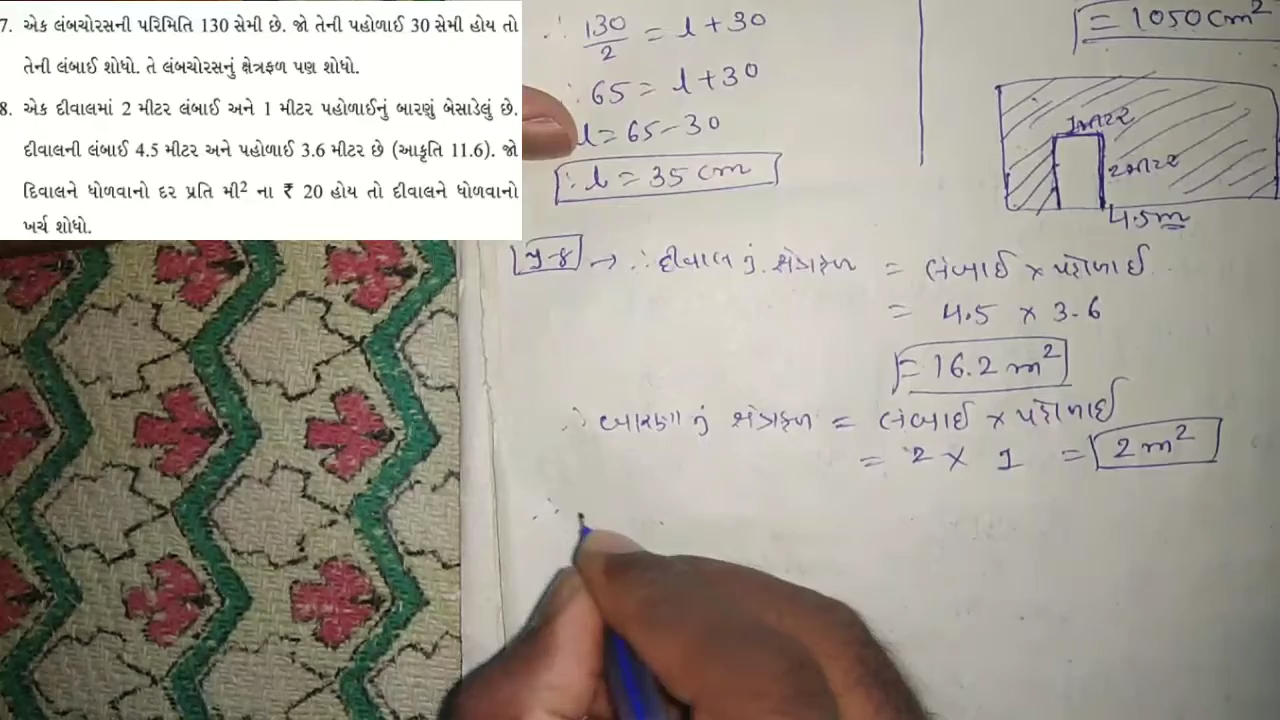 7. એક લંબચોરસની પરિમિતિ 130 સેમી છે. જો તેની પહોળાઈ 30 સેમી હોય તો
તેની લંબાઈ શોધો. તે લંબચોરસનું ક્ષેત્રફળ પણ શોધો.
8. એક દીવાલમાં 2 મીટર લંબાઈ અને 1 મીટર પહોળાઈનું બારણું બેસાડેલું છે.
દીવાલની લંબાઈ 4.5 મીટર અને પહોળાઈ 3.6 મીટર છે (આકૃતિ 11.6). જો
દિવાલને ધોળવાનો દર પ્રતિ મી² ના ₹ 20 હોય તો દીવાલને ધોળવાનો
ખર્ચ શોધો.
∴ 130/2 = l + 30
∴ 65 = l + 30
l = 65 - 30
∴ l = 35 cm
= 1050 cm²
1 મીટર
2 મીટર
4.5 m
પ્ર-8 → ∴ દીવાલનું ક્ષેત્રફળ = લંબાઈ × પહોળાઈ
= 4.5 × 3.6
= 16.2 m²
∴ બારણાનું ક્ષેત્રફળ = લંબાઈ × પહોળાઈ
= 2 × 1 = 2 m²